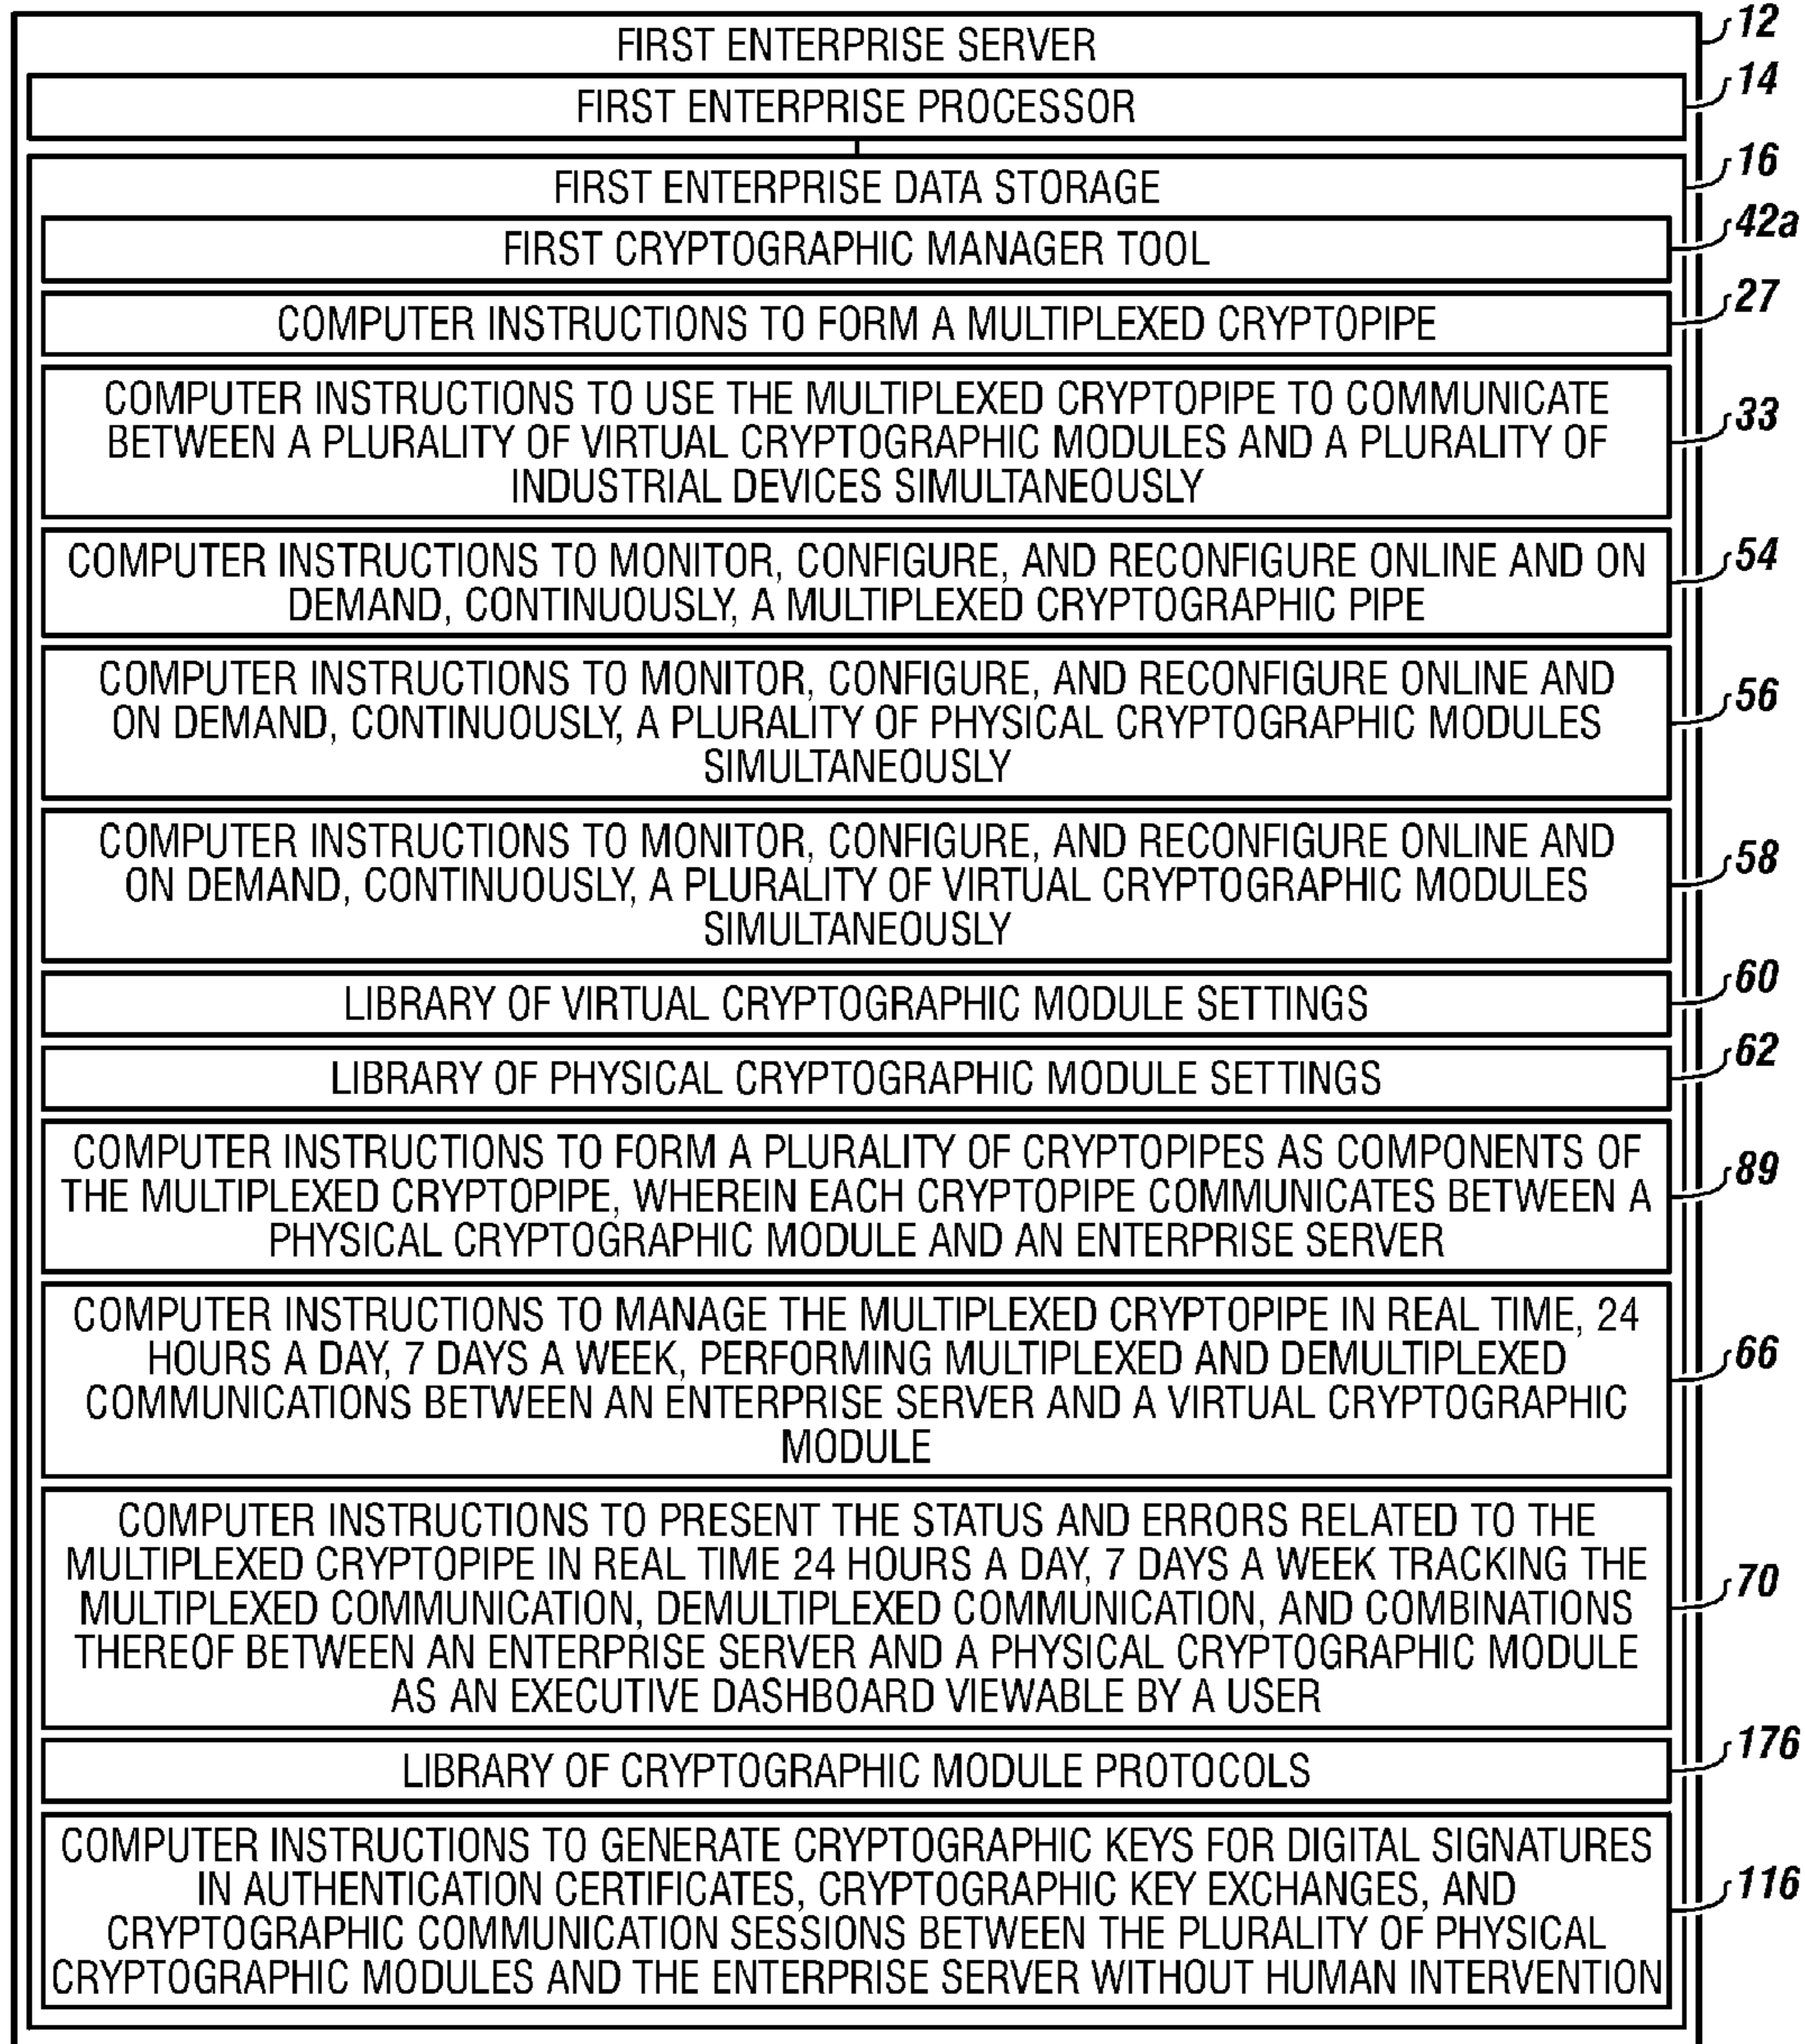 FIRST ENTERPRISE SERVER
12
FIRST ENTERPRISE PROCESSOR
14
FIRST ENTERPRISE DATA STORAGE
16
FIRST CRYPTOGRAPHIC MANAGER TOOL
42a
COMPUTER INSTRUCTIONS TO FORM A MULTIPLEXED CRYPTOPIPE
27
COMPUTER INSTRUCTIONS TO USE THE MULTIPLEXED CRYPTOPIPE TO COMMUNICATE
BETWEEN A PLURALITY OF VIRTUAL CRYPTOGRAPHIC MODULES AND A PLURALITY OF
INDUSTRIAL DEVICES SIMULTANEOUSLY
33
COMPUTER INSTRUCTIONS TO MONITOR, CONFIGURE, AND RECONFIGURE ONLINE AND ON
DEMAND, CONTINUOUSLY, A MULTIPLEXED CRYPTOGRAPHIC PIPE
54
COMPUTER INSTRUCTIONS TO MONITOR, CONFIGURE, AND RECONFIGURE ONLINE AND
ON DEMAND, CONTINUOUSLY, A PLURALITY OF PHYSICAL CRYPTOGRAPHIC MODULES
SIMULTANEOUSLY
56
COMPUTER INSTRUCTIONS TO MONITOR, CONFIGURE, AND RECONFIGURE ONLINE AND
ON DEMAND, CONTINUOUSLY, A PLURALITY OF VIRTUAL CRYPTOGRAPHIC MODULES
SIMULTANEOUSLY
58
LIBRARY OF VIRTUAL CRYPTOGRAPHIC MODULE SETTINGS
60
LIBRARY OF PHYSICAL CRYPTOGRAPHIC MODULE SETTINGS
62
COMPUTER INSTRUCTIONS TO FORM A PLURALITY OF CRYPTOPIPES AS COMPONENTS OF
THE MULTIPLEXED CRYPTOPIPE, WHEREIN EACH CRYPTOPIPE COMMUNICATES BETWEEN A
PHYSICAL CRYPTOGRAPHIC MODULE AND AN ENTERPRISE SERVER
89
COMPUTER INSTRUCTIONS TO MANAGE THE MULTIPLEXED CRYPTOPIPE IN REAL TIME, 24
HOURS A DAY, 7 DAYS A WEEK, PERFORMING MULTIPLEXED AND DEMULTIPLEXED
COMMUNICATIONS BETWEEN AN ENTERPRISE SERVER AND A VIRTUAL CRYPTOGRAPHIC
MODULE
66
COMPUTER INSTRUCTIONS TO PRESENT THE STATUS AND ERRORS RELATED TO THE
MULTIPLEXED CRYPTOPIPE IN REAL TIME 24 HOURS A DAY, 7 DAYS A WEEK TRACKING THE
MULTIPLEXED COMMUNICATION, DEMULTIPLEXED COMMUNICATION, AND COMBINATIONS
THEREOF BETWEEN AN ENTERPRISE SERVER AND A PHYSICAL CRYPTOGRAPHIC MODULE
AS AN EXECUTIVE DASHBOARD VIEWABLE BY A USER
70
LIBRARY OF CRYPTOGRAPHIC MODULE PROTOCOLS
176
COMPUTER INSTRUCTIONS TO GENERATE CRYPTOGRAPHIC KEYS FOR DIGITAL SIGNATURES
IN AUTHENTICATION CERTIFICATES, CRYPTOGRAPHIC KEY EXCHANGES, AND
CRYPTOGRAPHIC COMMUNICATION SESSIONS BETWEEN THE PLURALITY OF PHYSICAL
CRYPTOGRAPHIC MODULES AND THE ENTERPRISE SERVER WITHOUT HUMAN INTERVENTION
116